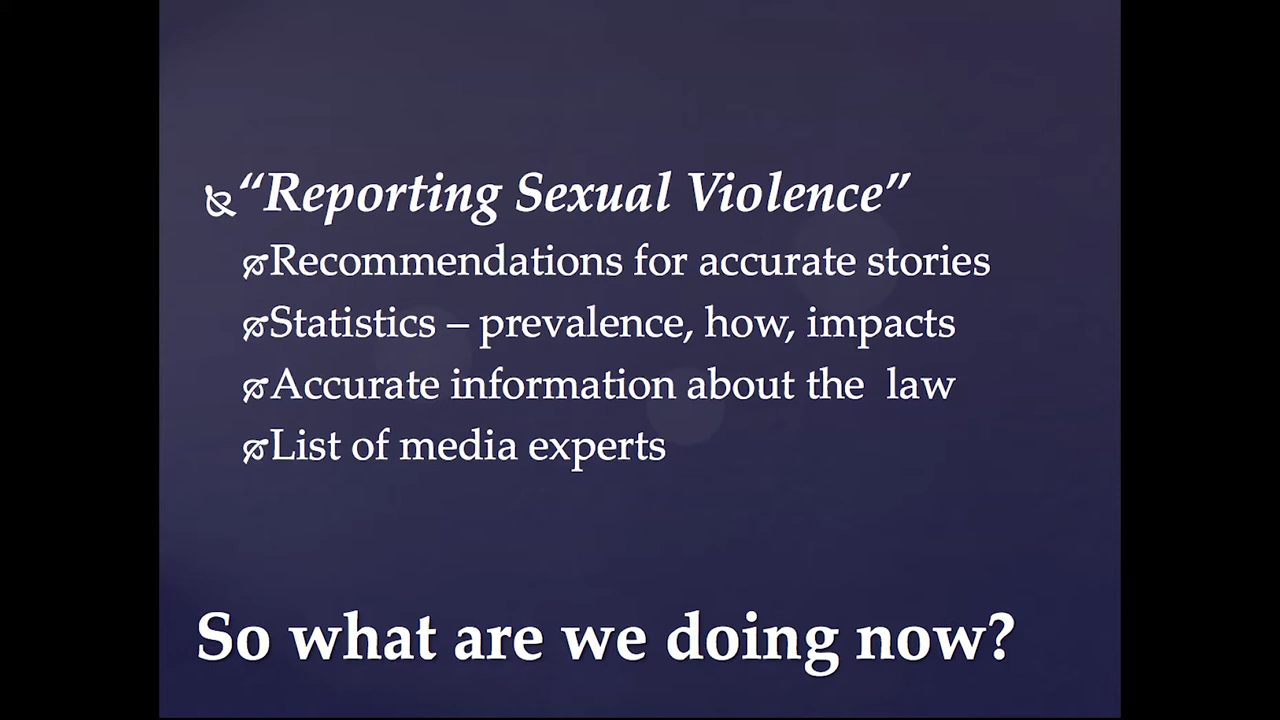 “Reporting Sexual Violence”
Recommendations for accurate stories
Statistics – prevalence, how, impacts
Accurate information about the  law
List of media experts
So what are we doing now?